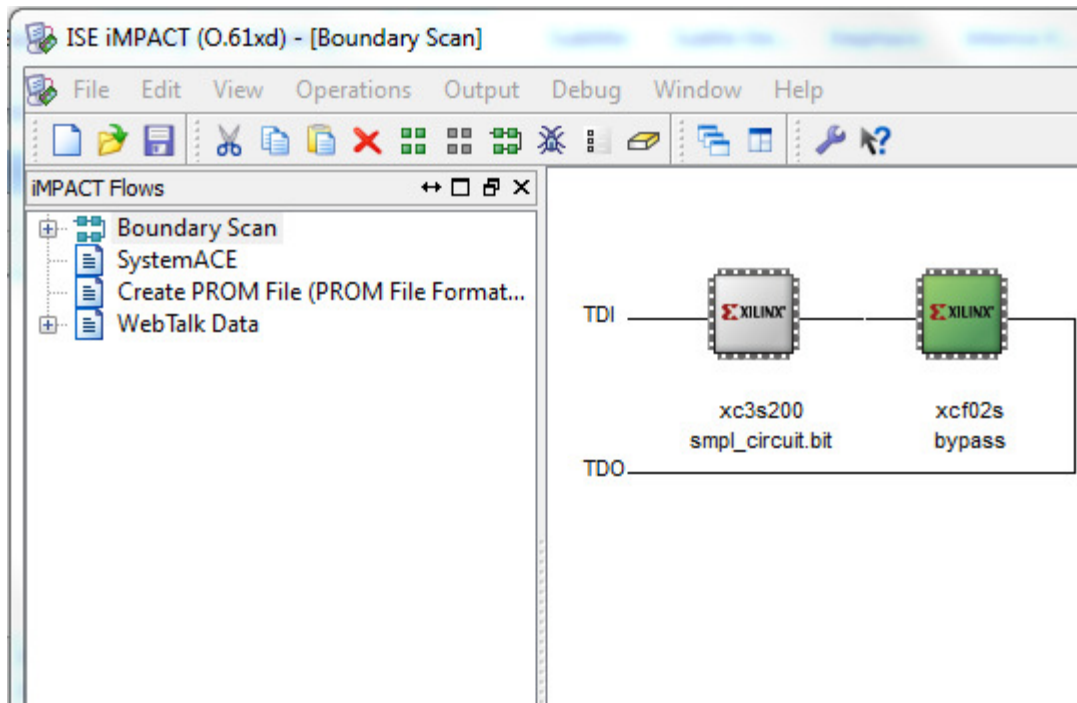 ISE iMPACT (O.61xd) - [Boundary Scan]
File Edit View Operations Output Debug Window Help
iMPACT Flows
Boundary Scan
SystemACE
Create PROM File (PROM File Format...
WebTalk Data
TDI
XILINX
XILINX
xc3s200
smpl_circuit.bit
xcf02s
bypass
TDO